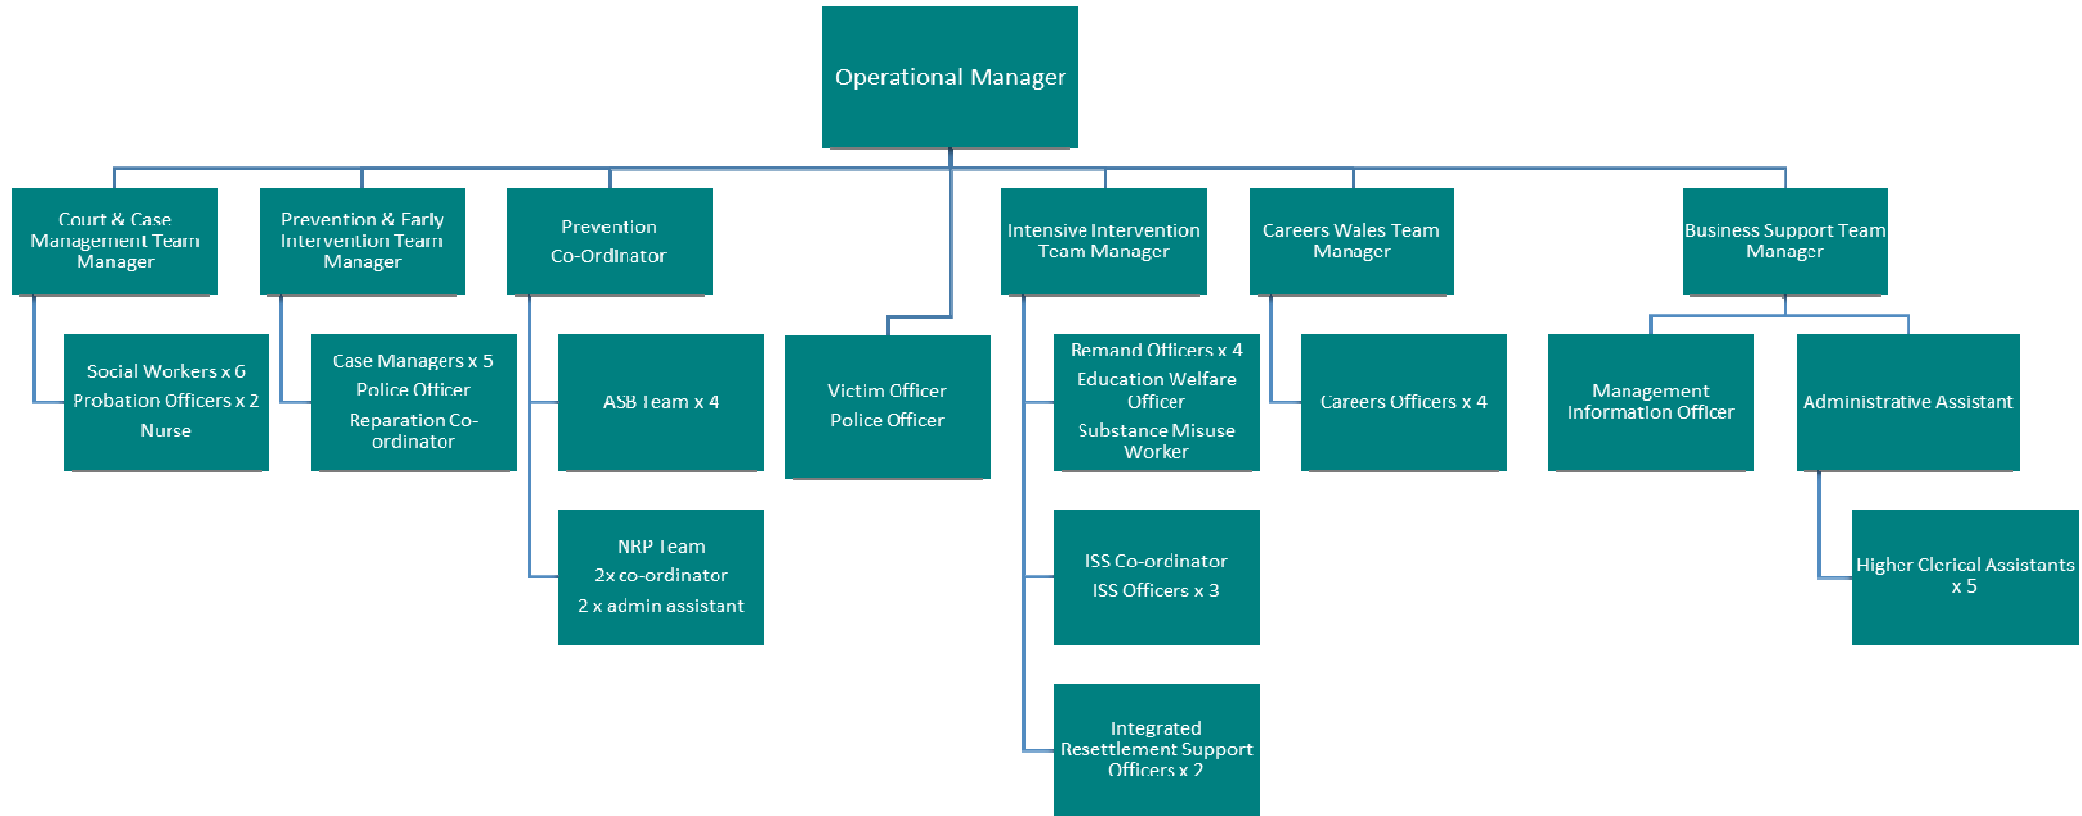 Operational Manager
Court & Case
Management Team
Manager
Prevention & Early
Intervention Team
Manager
Prevention
Co-Ordinator
Intensive Intervention
Team Manager
Careers Wales Team
Manager
Business Support Team
Manager
Social Workers x 6
Probation Officers x 2
Nurse
Case Managers x 5
Police Officer
Reparation Co-
ordinator
ASB Team x 4
Victim Officer
Police Officer
Remand Officers x 4
Education Welfare
Officer
Substance Misuse
Worker
Careers Officers x 4
Management
Information Officer
Administrative Assistant
NRP Team
2x co-ordinator
2 x admin assistant
ISS Co-ordinator
ISS Officers x 3
Higher Clerical Assistants
x 5
Integrated
Resettlement Support
Officers x 2